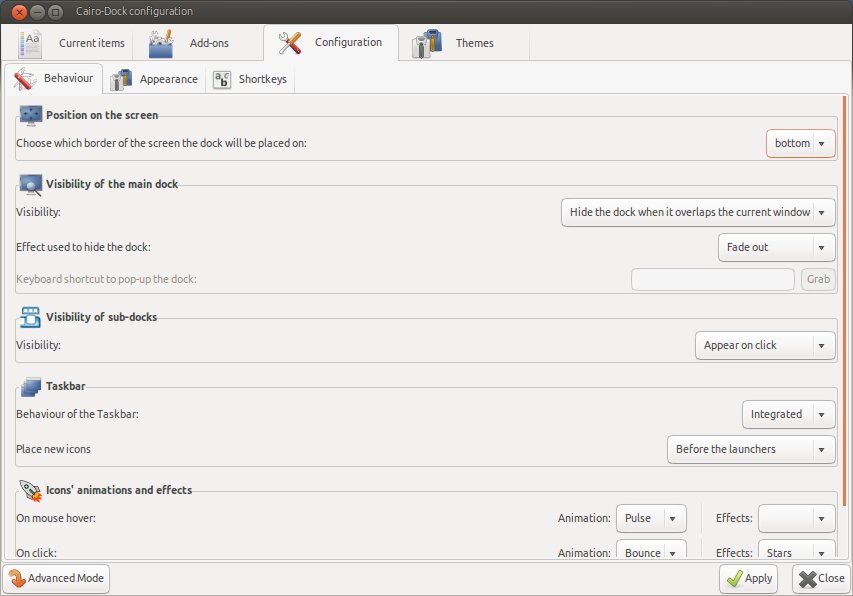 Cairo-Dock configuration
Aa Current items Add-ons Configuration Themes
Behaviour Appearance ab Shortkeys
Position on the screen
Choose which border of the screen the dock will be placed on: bottom
Visibility of the main dock
Visibility: Hide the dock when it overlaps the current window
Effect used to hide the dock: Fade out
Keyboard shortcut to pop-up the dock: Grab
Visibility of sub-docks
Visibility: Appear on click
Taskbar
Behaviour of the Taskbar: Integrated
Place new icons Before the launchers
Icons' animations and effects
On mouse hover: Animation: Pulse Effects:
On click: Animation: Bounce Effects: Stars
Advanced Mode Apply Close